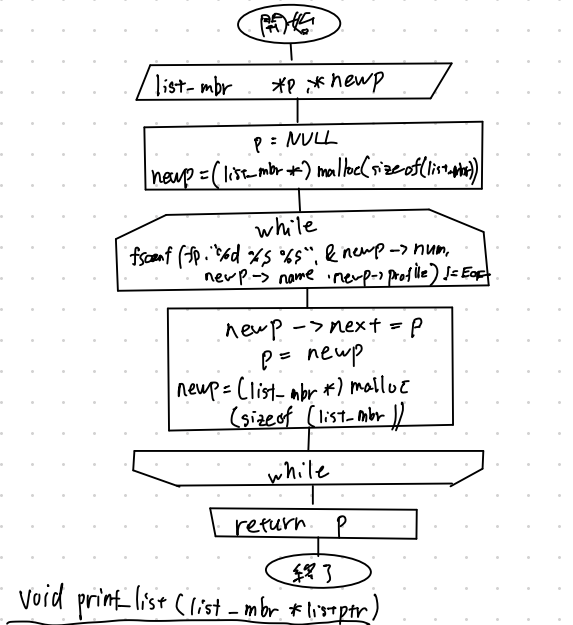 開始
list_mbr *p,*newp
p = NULL
newp=(list_mbr *) malloc(sizeof(list_mbr))
while
fscanf(fp,"%d %s %s", & newp -> num,
newp -> name ,newp -> profile) != EOF
newp -> next = p
p = newp
newp=(list_mbr *) malloc
(sizeof (list_mbr ))
while
return p
終了
void print_list (list_mbr *listptr)